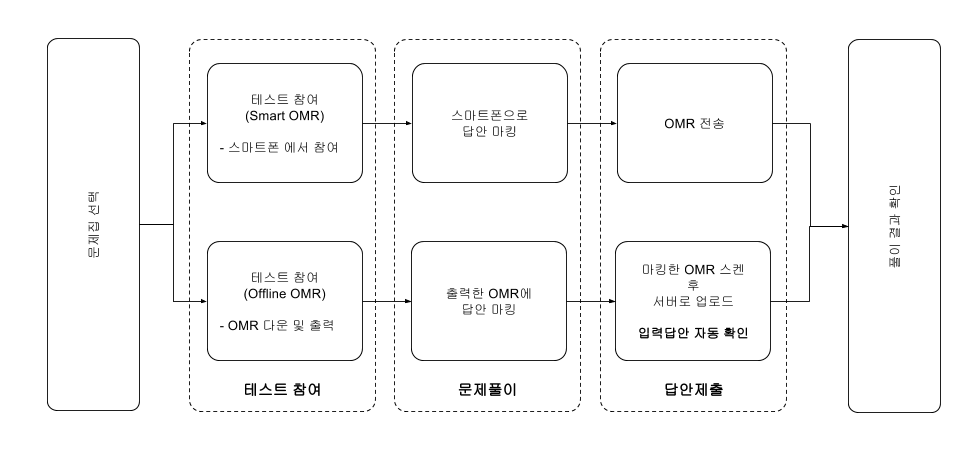 문제집 선택
테스트 참여
(Smart OMR)
- 스마트폰 에서 참여
스마트폰으로
답안 마킹
OMR 전송
테스트 참여
(Offline OMR)
- OMR 다운 및 출력
출력한 OMR에
답안 마킹
마킹한 OMR 스켄
후
서버로 업로드
입력답안 자동 확인
테스트 참여
문제풀이
답안제출
풀이 결과 확인